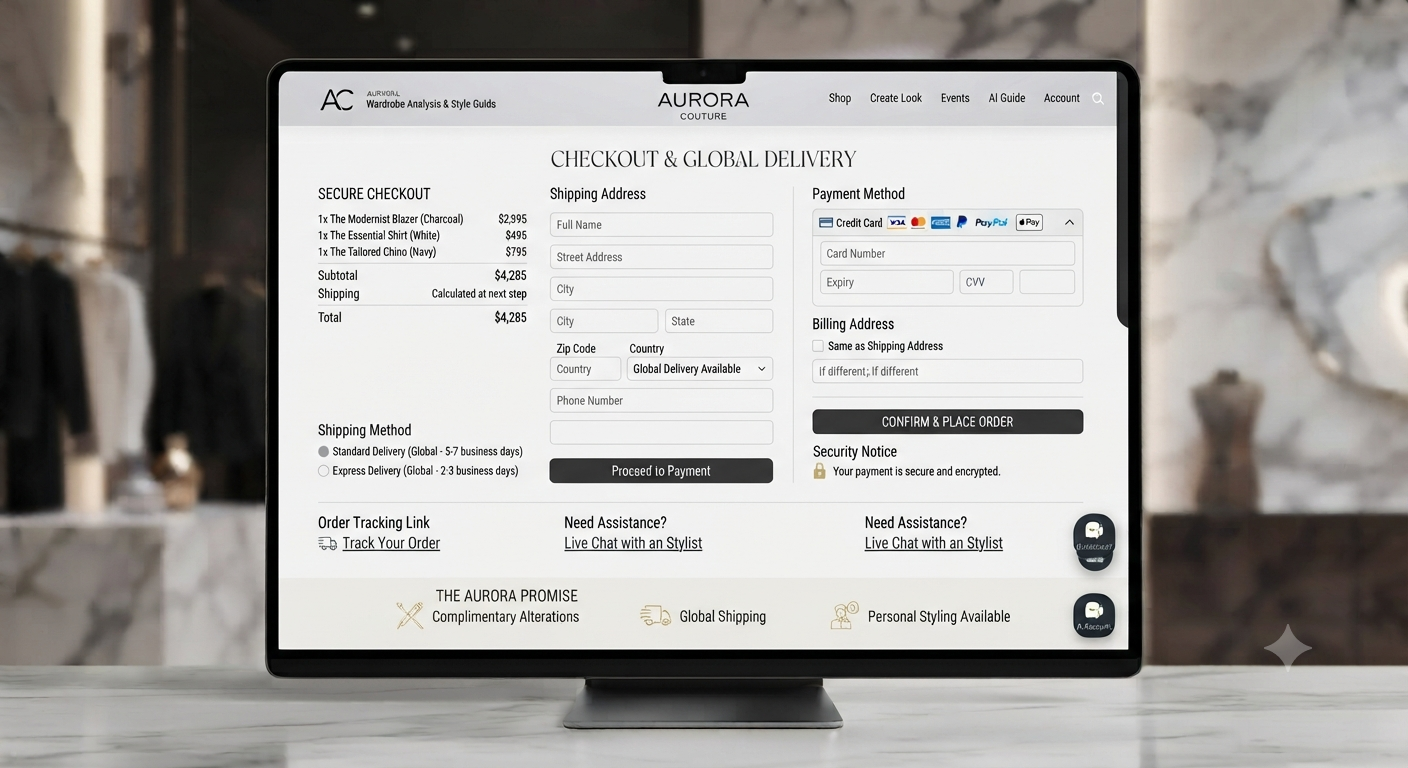 AC
Wardrobe Analysis & Style Gulds
AURORA
COUTURE
Shop Create Look Events AI Guide Account
CHECKOUT & GLOBAL DELIVERY
SECURE CHECKOUT
1x The Modernist Blazer (Charcoal) $2,995
1x The Essential Shirt (White) $495
1x The Tailored Chino (Navy) $795
Subtotal $4,285
Shipping Calculated at next step
Total $4,285
Shipping Method
Standard Delivery (Global - 5-7 business days)
Express Delivery (Global - 2-3 business days)
Shipping Address
Full Name
Street Address
City
City State
Zip Code Country
Country Global Delivery Available
Phone Number
Proceed to Payment
Payment Method
Credit Card VISA PayPal Pay
Card Number
Expiry CVV
Billing Address
Same as Shipping Address
If different; If different
CONFIRM & PLACE ORDER
Security Notice
Your payment is secure and encrypted.
Order Tracking Link
Track Your Order
Need Assistance?
Live Chat with an Stylist
Need Assistance?
Live Chat with an Stylist
THE AURORA PROMISE
Complimentary Alterations
Global Shipping
Personal Styling Available